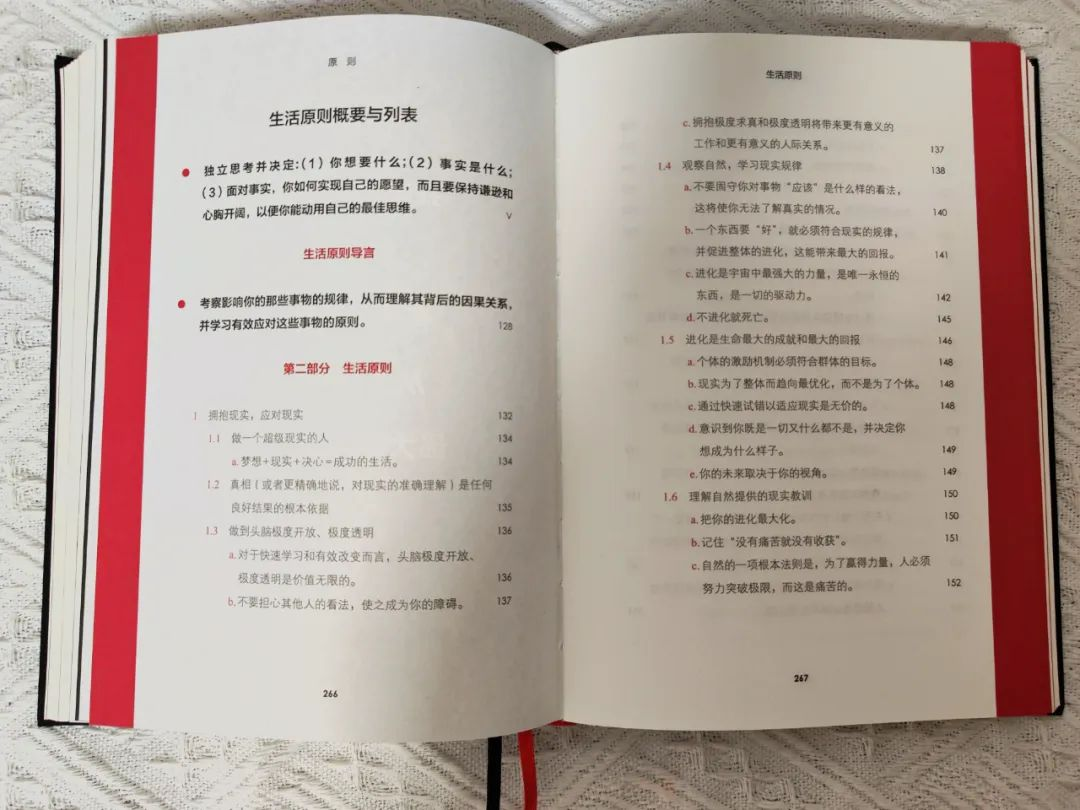 原 则
生活原则概要与列表
● 独立思考并决定:(1)你想要什么;(2)事实是什么;
(3)面对事实,你如何实现自己的愿望,而且要保持谦逊和
心胸开阔,以便你能动用自己的最佳思维。 V
生活原则导言
● 考察影响你的那些事物的规律,从而理解其背后的因果关系,
并学习有效应对这些事物的原则。 128
第二部分 生活原则
1 拥抱现实,应对现实 132
1.1 做一个超级现实的人 134
a.梦想+现实+决心=成功的生活。 134
1.2 真相(或者更精确地说,对现实的准确理解)是任何
良好结果的根本依据 135
1.3 做到头脑极度开放、极度透明 136
a.对于快速学习和有效改变而言,头脑极度开放、
极度透明是价值无限的。 136
b.不要担心其他人的看法,使之成为你的障碍。 137
266
生活原则
c.拥抱极度求真和极度透明将带来更有意义的
工作和更有意义的人际关系。 137
1.4 观察自然,学习现实规律 138
a.不要固守你对事物“应该”是什么样的看法,
这将使你无法了解真实的情况。 140
b.一个东西要“好”,就必须符合现实的规律,
并促进整体的进化,这能带来最大的回报。 141
c.进化是宇宙中最强大的力量,是唯一永恒的
东西,是一切的驱动力。 142
d.不进化就死亡。 145
1.5 进化是生命最大的成就和最大的回报 146
a.个体的激励机制必须符合群体的目标。 148
b.现实为了整体而趋向最优化,而不是为了个体。 148
c.通过快速试错以适应现实是无价的。 148
d.意识到你既是一切又什么都不是,并决定你
想成为什么样子。 149
e.你的未来取决于你的视角。 149
1.6 理解自然提供的现实教训 150
a.把你的进化最大化。 150
b.记住“没有痛苦就没有收获”。 151
c.自然的一项根本法则是,为了赢得力量,人必须
努力突破极限,而这是痛苦的。 152
267